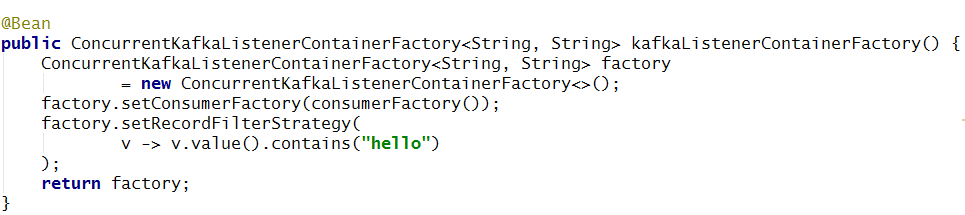 @Bean
public ConcurrentKafkaListenerContainerFactory<String, String> kafkaListenerContainerFactory() {
    ConcurrentKafkaListenerContainerFactory<String, String> factory
            = new ConcurrentKafkaListenerContainerFactory<>();
    factory.setConsumerFactory(consumerFactory());
    factory.setRecordFilterStrategy(
            v -> v.value().contains("hello")
    );
    return factory;
}